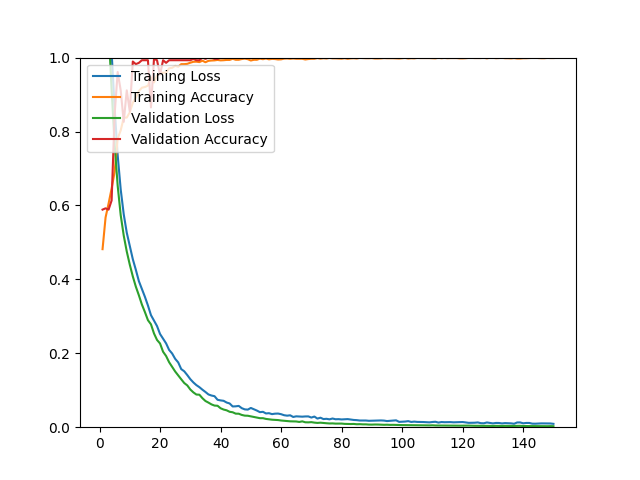 1.0
Training Loss
Training Accuracy
Validation Loss
Validation Accuracy
0.8
0.6
0.4
0.2
0.0
0 20 40 60 80 100 120 140